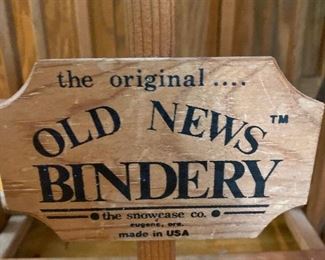 the original ....
OLD NEWS™
BINDERY
• the snowcase co. •
eugene, ore.
made in USA